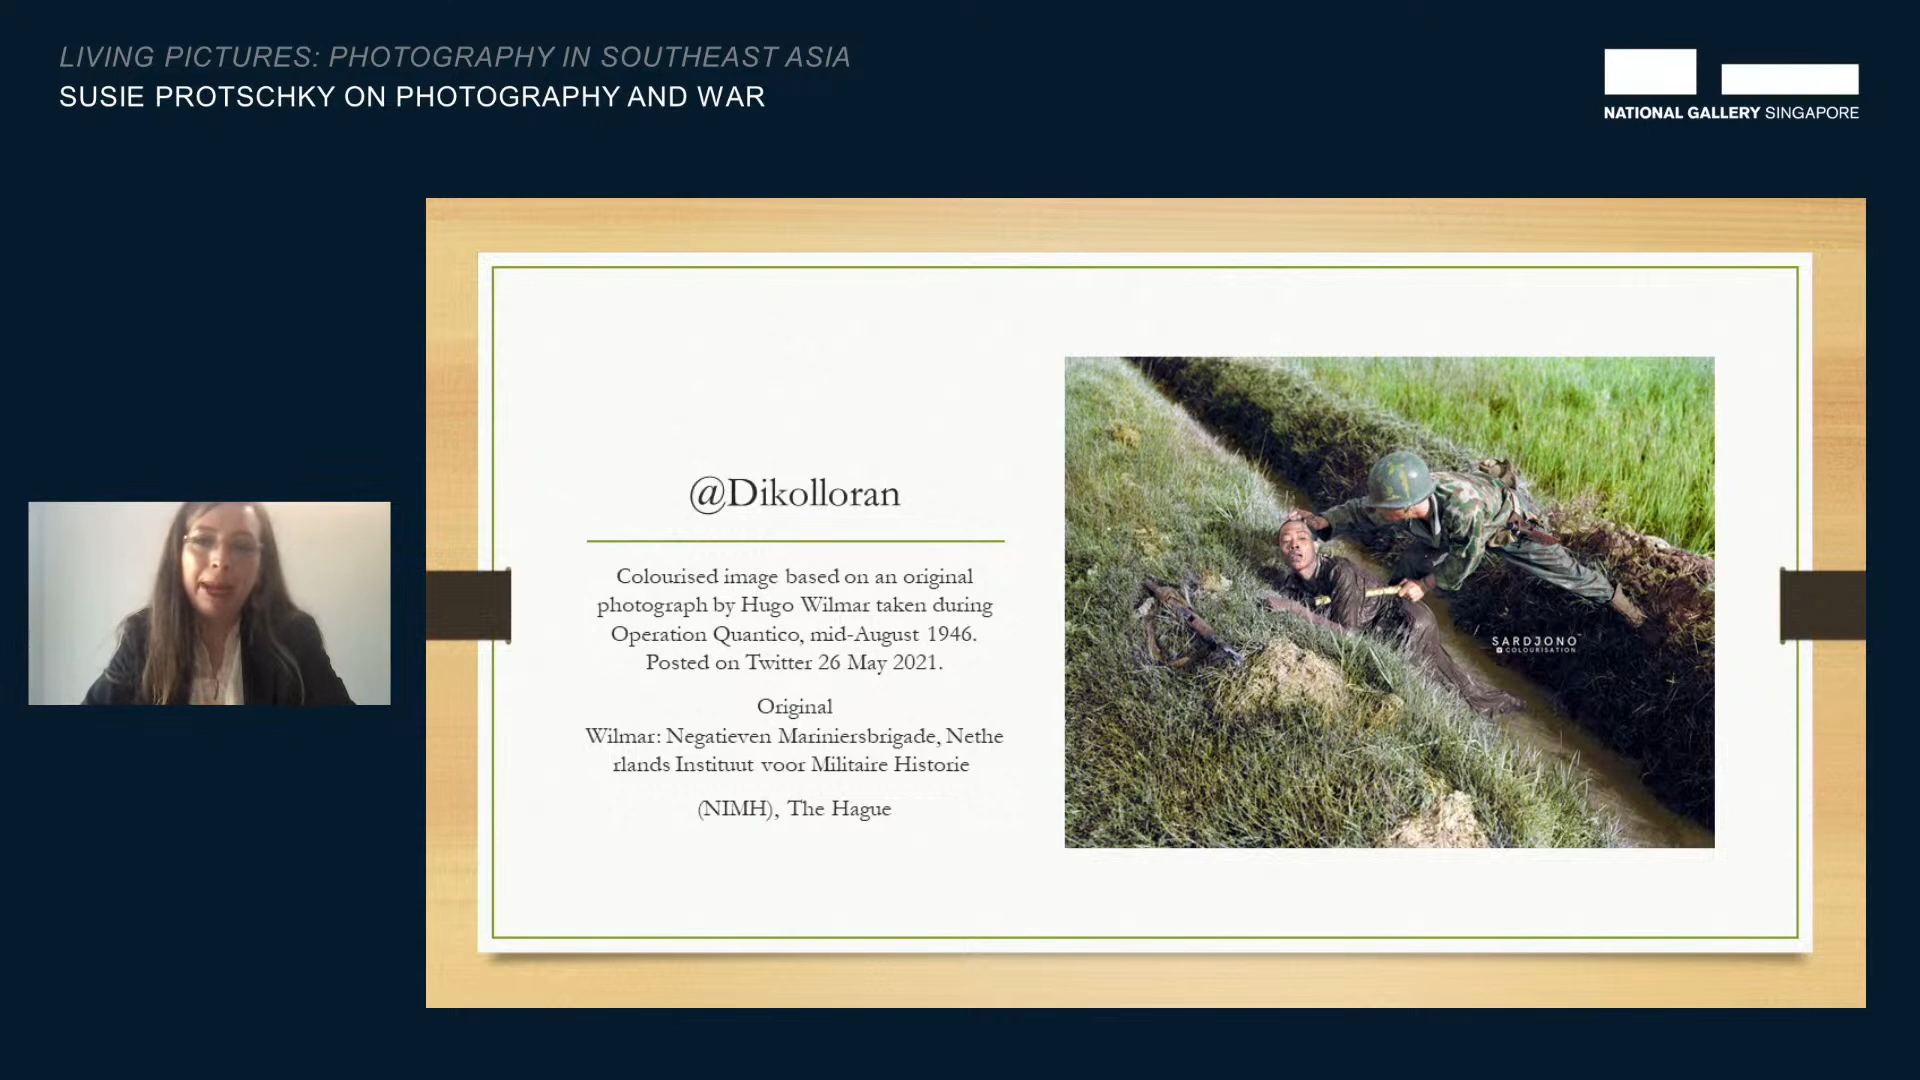 LIVING PICTURES: PHOTOGRAPHY IN SOUTHEAST ASIA
SUSIE PROTSCHKY ON PHOTOGRAPHY AND WAR
NATIONAL GALLERY SINGAPORE
@Dikolloran
Colourised image based on an original
photograph by Hugo Wilmar taken during
Operation Quantico, mid-August 1946.
Posted on Twitter 26 May 2021.
Original
Wilmar: Negatieven Mariniersbrigade, Nethe
rlands Instituut voor Militaire Historie
(NIMH), The Hague
SARDJONO
COLOURISATION